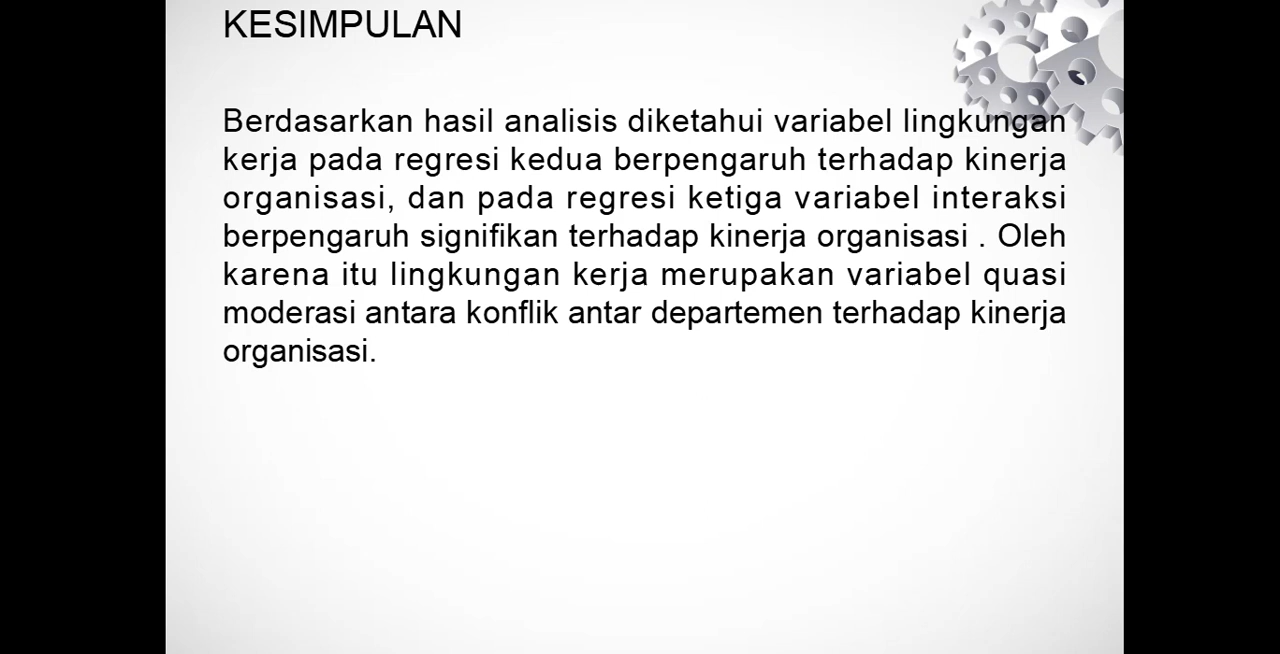 KESIMPULAN
Berdasarkan hasil analisis diketahui variabel lingkungan
kerja pada regresi kedua berpengaruh terhadap kinerja
organisasi, dan pada regresi ketiga variabel interaksi
berpengaruh signifikan terhadap kinerja organisasi . Oleh
karena itu lingkungan kerja merupakan variabel quasi
moderasi antara konflik antar departemen terhadap kinerja
organisasi.